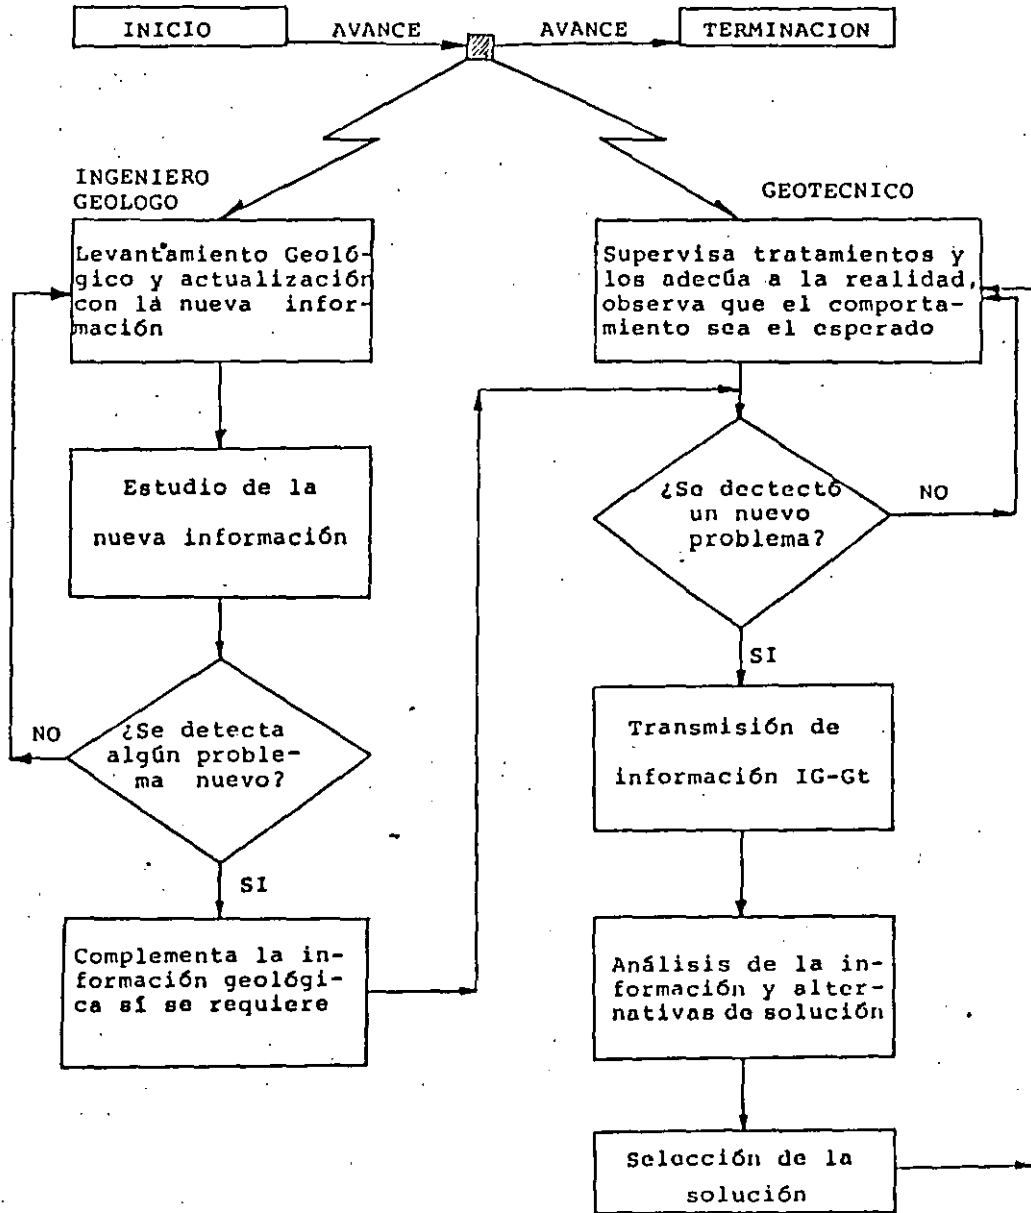 INICIO
AVANCE
AVANCE
TERMINACION
INGENIERO
GEOLOGO
Levantamiento Geoló-
gico y actualización
con la nueva infor-
mación
Estudio de la
nueva información
¿Se detecta
algún proble-
ma nuevo?
NO
SI
Complementa la in-
formación geológi-
ca sí se requiere
GEOTECNICO
Supervisa tratamientos y
los adecúa a la realidad,
observa que el comporta-
miento sea el esperado
¿Se dectectó
un nuevo
problema?
NO
SI
Transmisión de
información IG-Gt
Análisis de la in-
formación y alter-
nativas de solución
Selección de la
solución